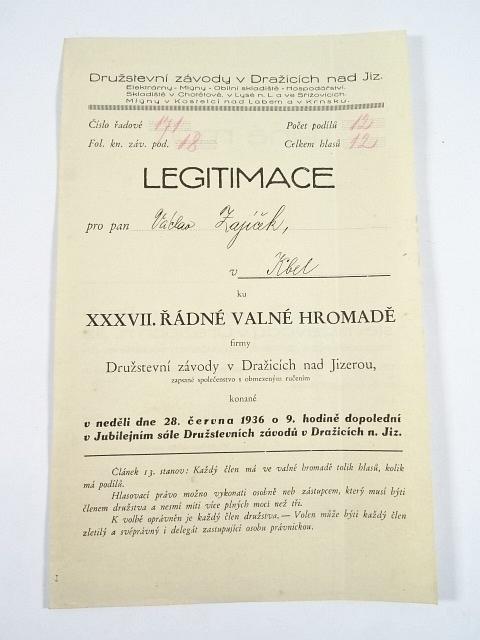 Družstevní závody v Dražicích nad Jiz.
Elektrárny - Mlýny - Obilní skladiště - Hospodářství.
Skladiště v Chotětově, v Lysé n. L. a ve Střížovicích.
Mlýny v Kostelci nad Labem a v Krnsku.
Číslo řadové 171 Počet podílů 12
Fol. kn. záv. pod. 18 Celkem hlasů 12
LEGITIMACE
pro pan Václav Zajíček,
v Kbel
ku
XXXVII. ŘÁDNÉ VALNÉ HROMADĚ
firmy
Družstevní závody v Dražicích nad Jizerou,
zapsané společenstvo s obmezeným ručením
konané
v neděli dne 28. června 1936 o 9. hodině dopolední
v Jubilejním sále Družstevních závodů v Dražicích n. Jiz.
Článek 13. stanov: Každý člen má ve valné hromadě tolik hlasů, kolik
má podílů.
Hlasovací právo možno vykonati osobně neb zástupcem, který musí býti
členem družstva a nesmí míti více plných mocí než tři.
K volbě oprávněn je každý člen družstva. — Volen může býti každý člen
zletilý a svéprávný i delegát zastupující osobu právnickou.